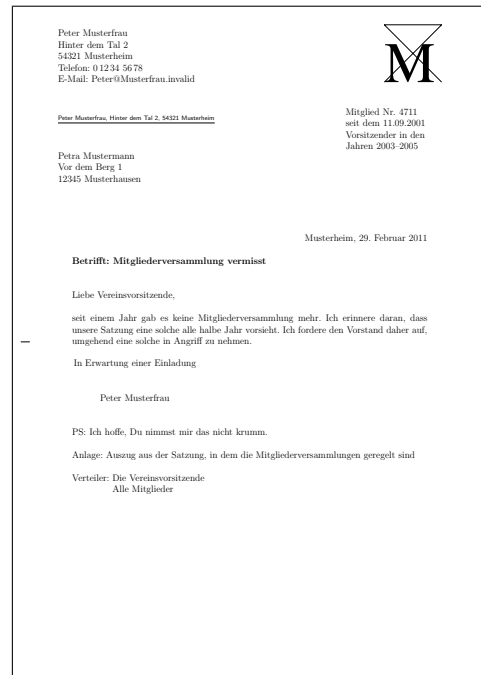 Peter Musterfrau
Hinter dem Tal 2
54321 Musterheim
Telefon: 0 12 34 56 78
E-Mail: Peter@Musterfrau.invalid
M
Peter Musterfrau, Hinter dem Tal 2, 54321 Musterheim
Mitglied Nr. 4711
seit dem 11.09.2001
Vorsitzender in den
Jahren 2003–2005
Petra Mustermann
Vor dem Berg 1
12345 Musterhausen
Musterheim, 29. Februar 2011
Betrifft: Mitgliederversammlung vermisst
Liebe Vereinsvorsitzende,
seit einem Jahr gab es keine Mitgliederversammlung mehr. Ich erinnere daran, dass
unsere Satzung eine solche alle halbe Jahr vorsieht. Ich fordere den Vorstand daher auf,
umgehend eine solche in Angriff zu nehmen.
In Erwartung einer Einladung
Peter Musterfrau
PS: Ich hoffe, Du nimmst mir das nicht krumm.
Anlage: Auszug aus der Satzung, in dem die Mitgliederversammlungen geregelt sind
Verteiler: Die Vereinsvorsitzende
Alle Mitglieder